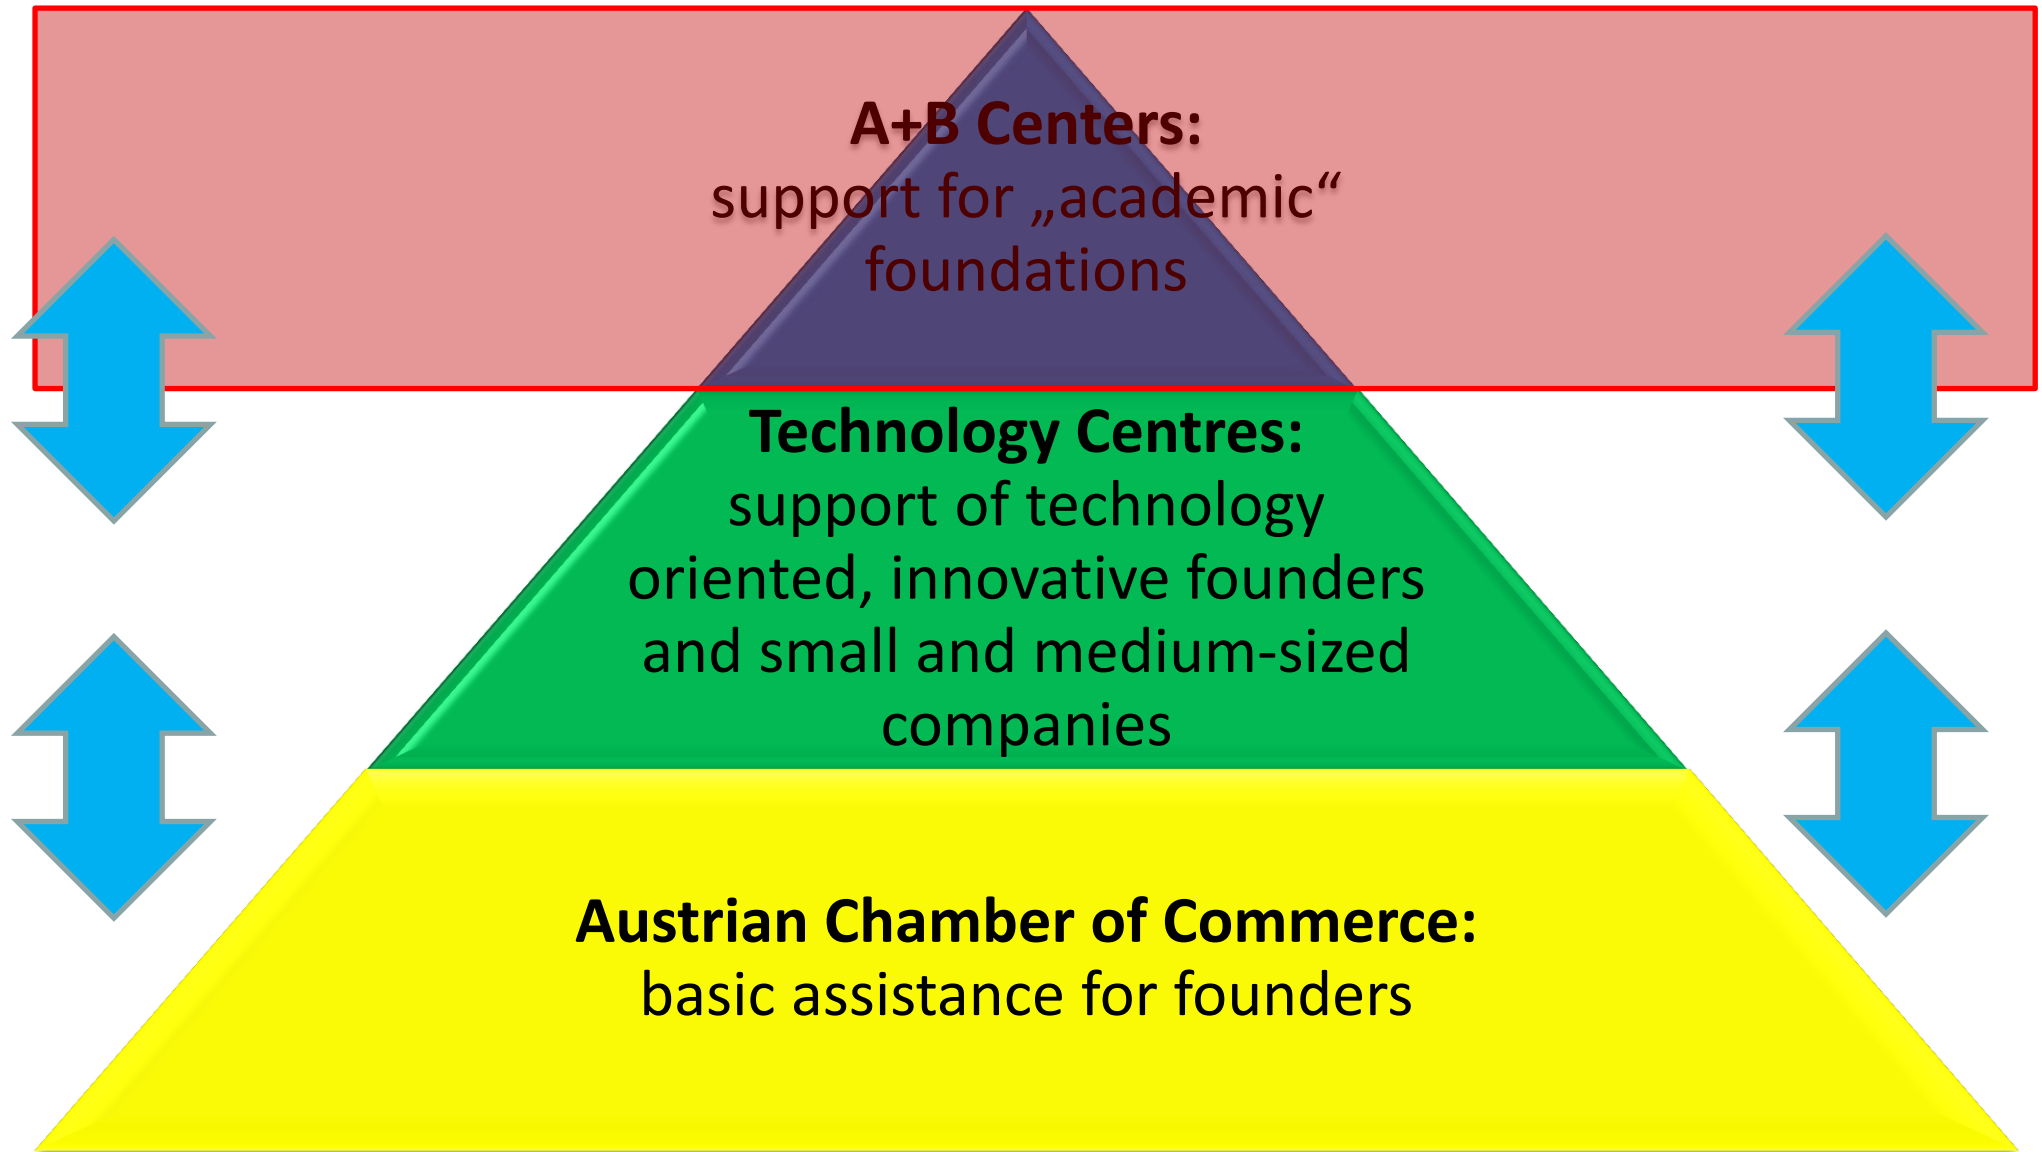 A+B Centers:
support for „academic“
foundations
Technology Centres:
support of technology
oriented, innovative founders
and small and medium-sized
companies
Austrian Chamber of Commerce:
basic assistance for founders